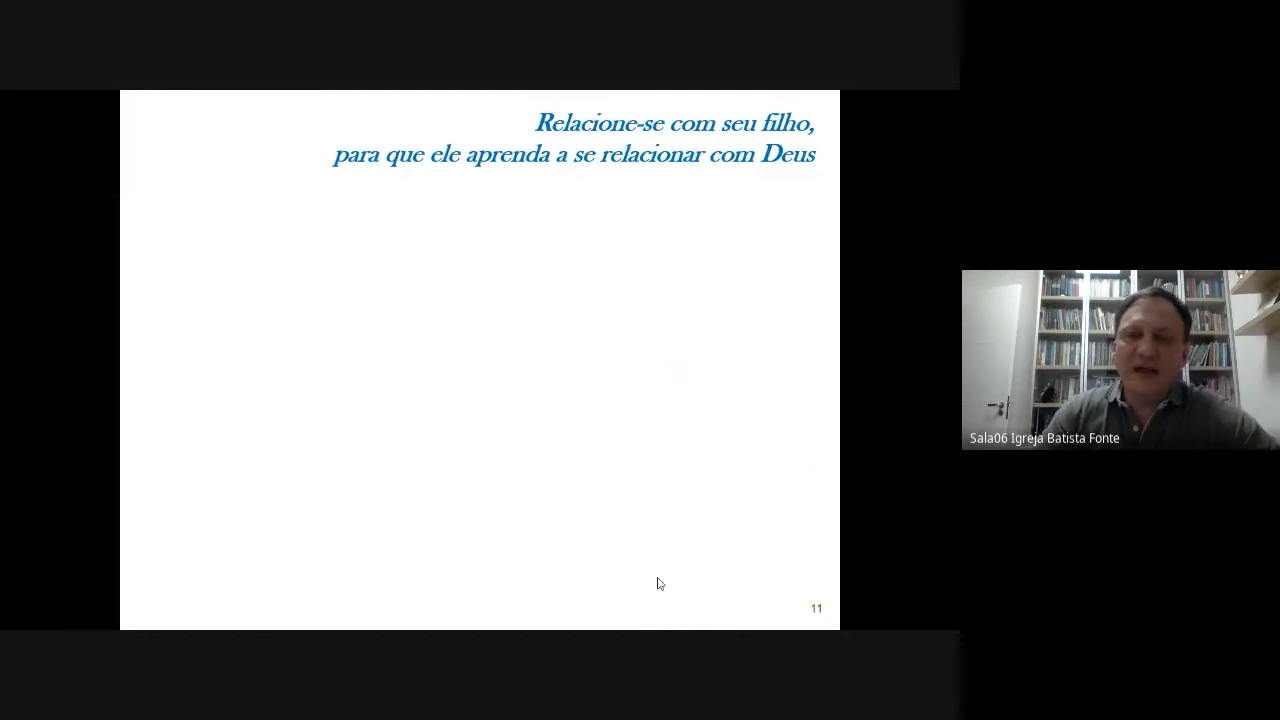 Relacione-se com seu filho,
para que ele aprenda a se relacionar com Deus
11
Sala06 Igreja Batista Fonte